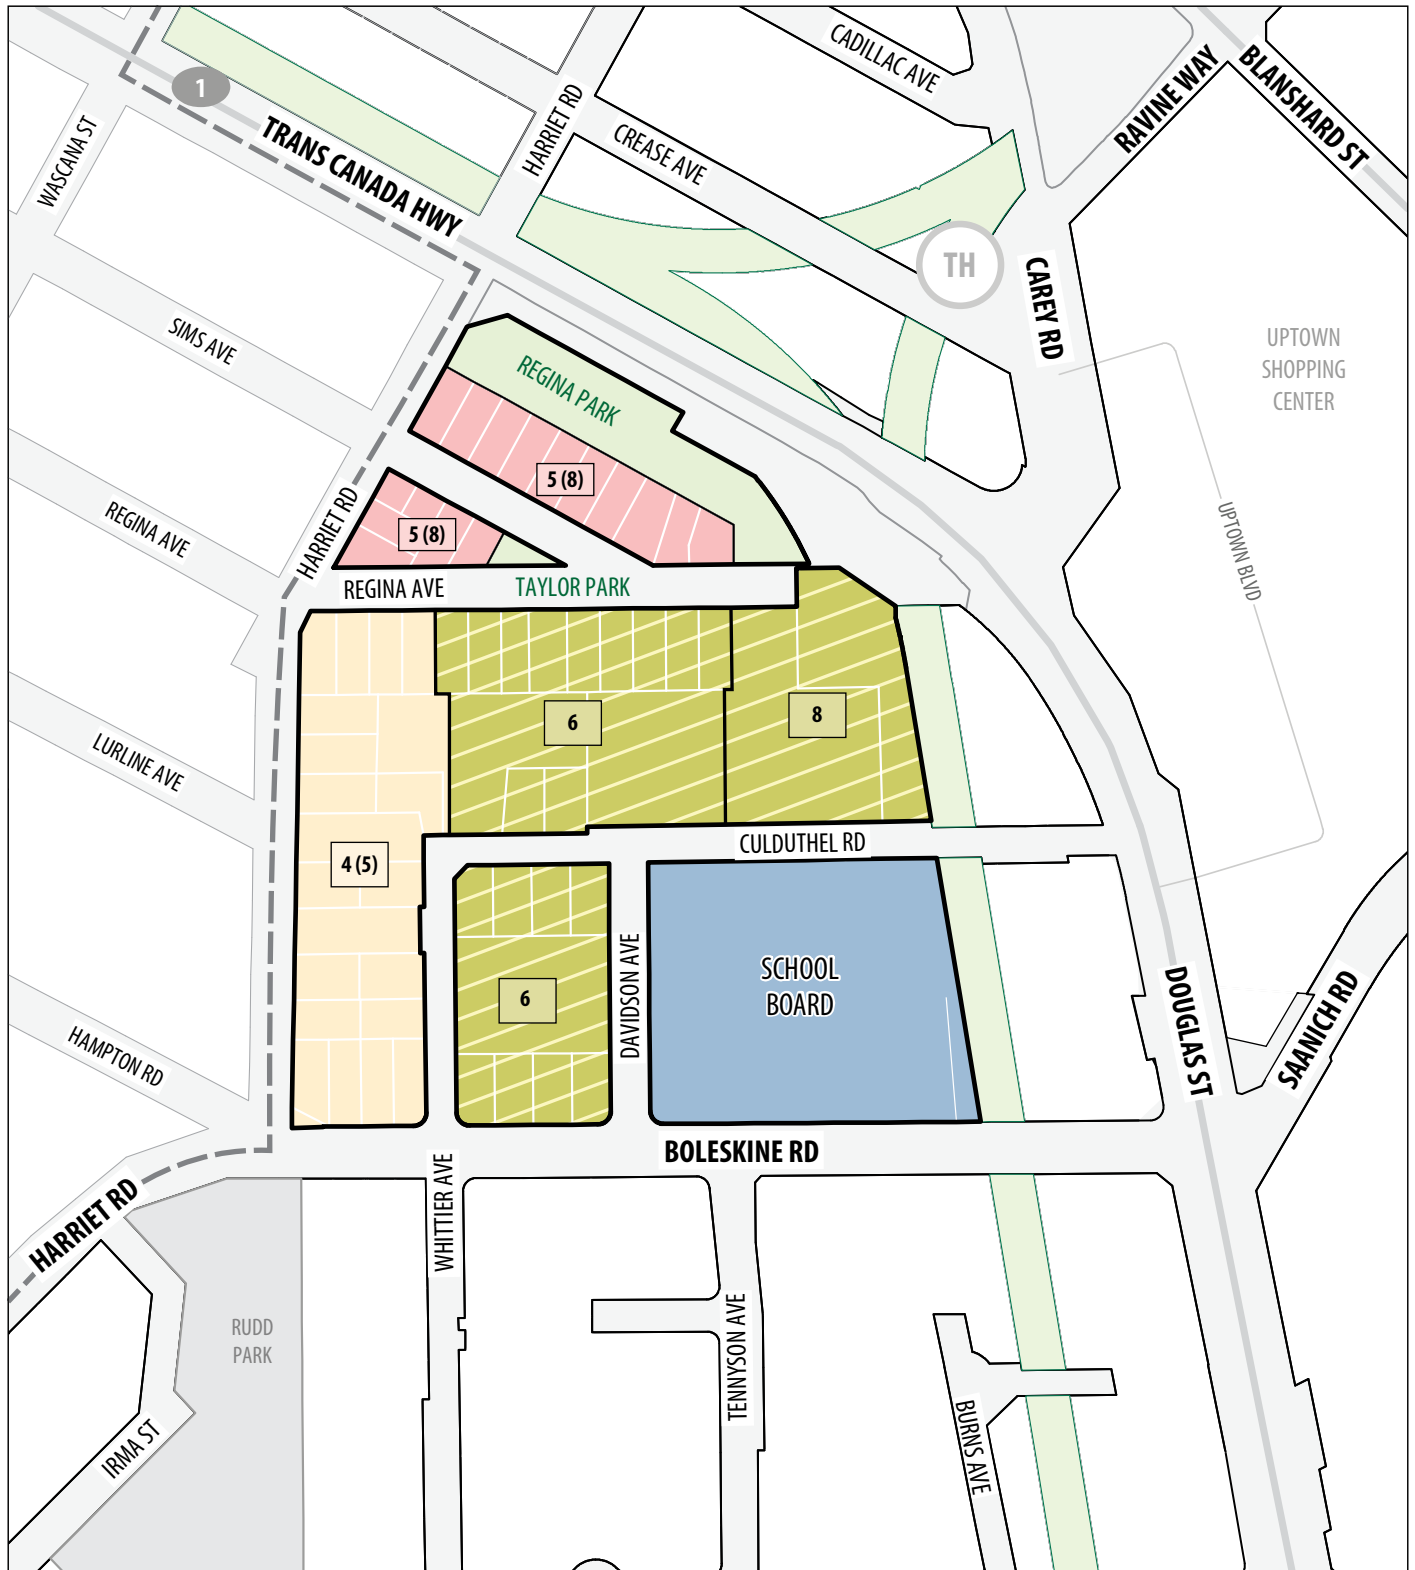 CADILLAC AVE
RAVINE WAY
BLANSHARD ST
1
HARRIET RD
TRANS CANADA HWY
CREASE AVE
WASCANA ST
TH
CAREY RD
SIMS AVE
UPTOWN
SHOPPING
CENTER
REGINA PARK
5 (8)
REGINA AVE
HARRIET RD
5 (8)
UPTOWN BLVD
REGINA AVE
TAYLOR PARK
6
8
LURLINE AVE
CULDUTHEL RD
4 (5)
DAVIDSON AVE
SCHOOL
BOARD
6
DOUGLAS ST
SAANICH RD
HAMPTON RD
BOLESKINE RD
HARRIET RD
WHITTIER AVE
RUDD
PARK
TENNYSON AVE
IRMA ST
BURNS AVE